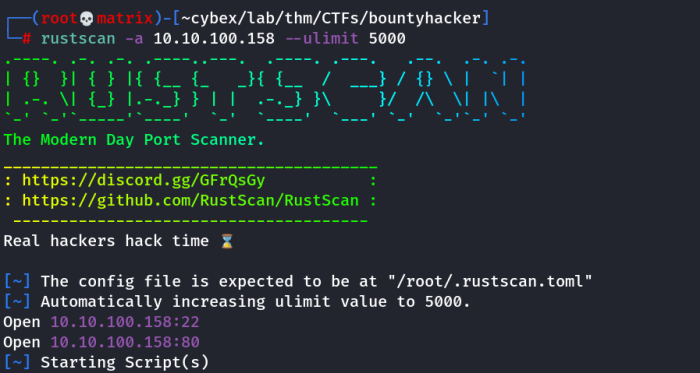 ┌──(root💀matrix)-[~cybex/lab/thm/CTFs/bountyhacker]
└─# rustscan -a 10.10.100.158 --ulimit 5000
.----. .-. .-. .----..---.  .----. .---.   .--.  .-. .-.
| {}  }| { } |{ {__ {_   _}{ {__  /  ___} / {} \ |  `| |
| .-. \| {_} |.-._} } | |  .-._} }\     }/  /\  \| |\  |
`-' `-'`-----'`----'  `-'  `----'  `---' `-'  `-'`-' `-'
The Modern Day Port Scanner.
________________________________________
: https://discord.gg/GFrQsGy           :
: https://github.com/RustScan/RustScan :
 --------------------------------------
Real hackers hack time ⌛
[~] The config file is expected to be at "/root/.rustscan.toml"
[~] Automatically increasing ulimit value to 5000.
Open 10.10.100.158:22
Open 10.10.100.158:80
[~] Starting Script(s)